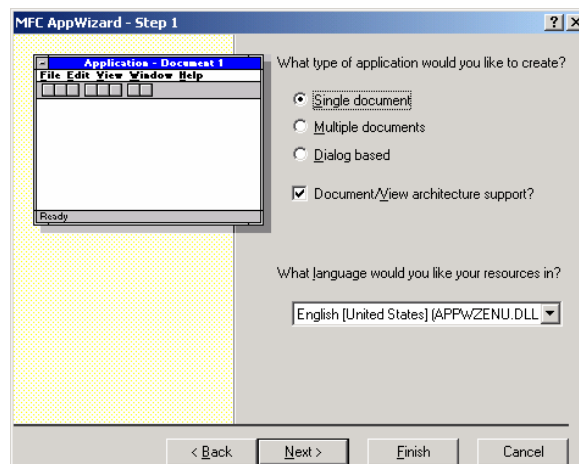 MFC AppWizard - Step 1
Application - Document 1
File Edit View Window Help
Ready
What type of application would you like to create?
Single document
Multiple documents
Dialog based
Document/View architecture support?
What language would you like your resources in?
English [United States] (APPWZENU.DLL
< Back
Next >
Finish
Cancel